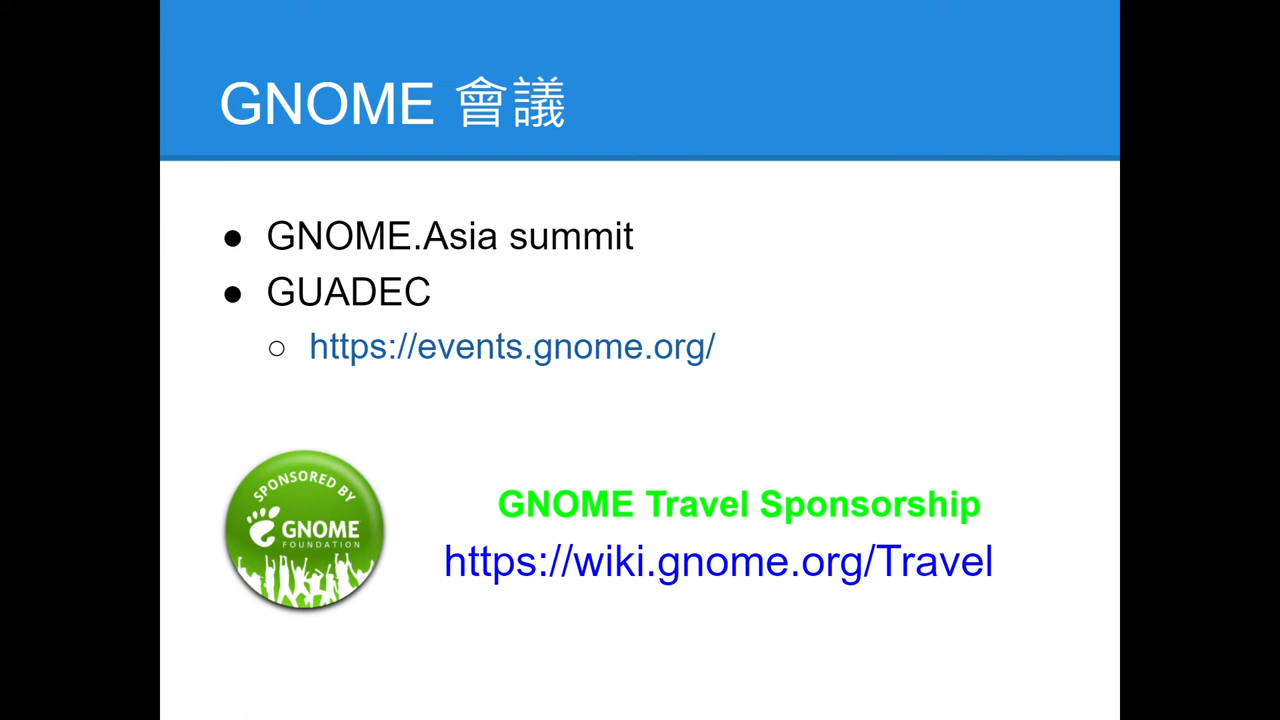 GNOME 會議
● GNOME.Asia summit
● GUADEC
○ https://events.gnome.org/
SPONSORED BY
GNOME
FOUNDATION
GNOME Travel Sponsorship
https://wiki.gnome.org/Travel